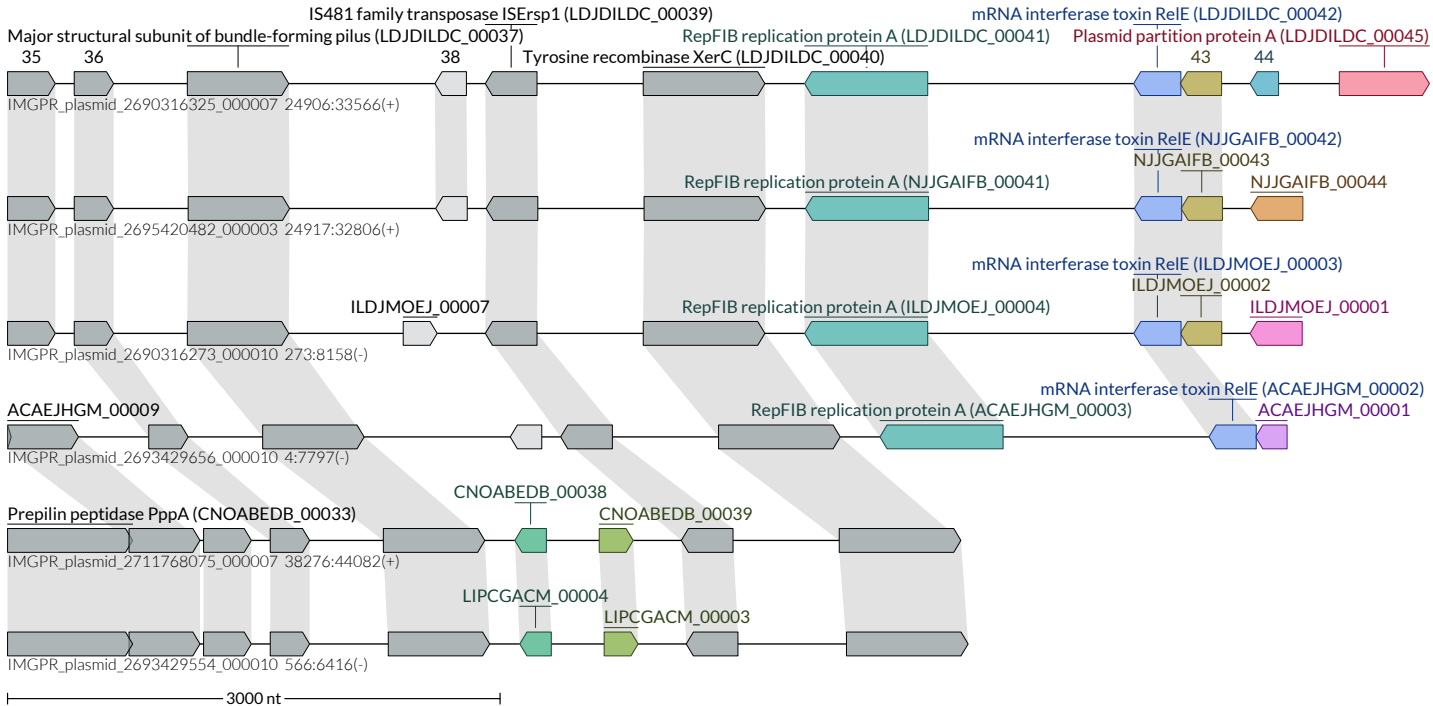 IS481 family transposase ISErsp1 (LDJDILDC_00039)
mRNA interferase toxin RelE (LDJDILDC_00042)
Major structural subunit of bundle-forming pilus (LDJDILDC_00037)
RepFIB replication protein A (LDJDILDC_00041)
Plasmid partition protein A (LDJDILDC_00045)
35
36
38
Tyrosine recombinase XerC (LDJDILDC_00040)
43
44
IMGPR_plasmid_2690316325_000007 24906:33566(+)
mRNA interferase toxin RelE (NJJGAIFB_00042)
NJJGAIFB_00043
RepFIB replication protein A (NJJGAIFB_00041)
NJJGAIFB_00044
IMGPR_plasmid_2695420482_000003 24917:32806(+)
mRNA interferase toxin RelE (ILDJMOEJ_00003)
ILDJMOEJ_00002
ILDJMOEJ_00007
RepFIB replication protein A (ILDJMOEJ_00004)
ILDJMOEJ_00001
IMGPR_plasmid_2690316273_000010 273:8158(-)
mRNA interferase toxin RelE (ACAEJHGM_00002)
ACAEJHGM_00009
RepFIB replication protein A (ACAEJHGM_00003)
ACAEJHGM_00001
IMGPR_plasmid_2693429656_000010 4:7797(-)
CNOABEDB_00038
Prepilin peptidase PppA (CNOABEDB_00033)
CNOABEDB_00039
IMGPR_plasmid_2711768075_000007 38276:44082(+)
LIPCGACM_00004
LIPCGACM_00003
IMGPR_plasmid_2693429554_000010 566:6416(-)
3000 nt